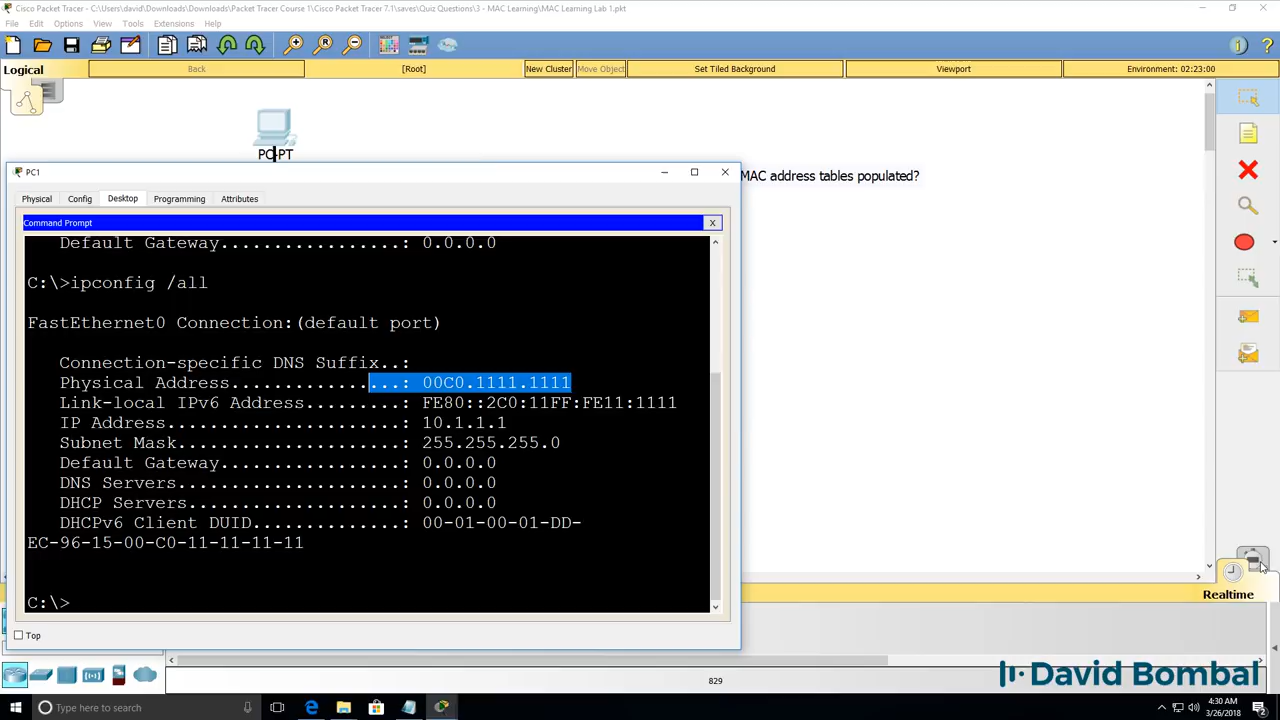 Cisco Packet Tracer - C:\Users\david\Downloads\Downloads\Packet Tracer Course 1\Cisco Packet Tracer 7.1\saves\Quiz Questions\3 - MAC Learning\MAC Learning Lab 1.pkt
File Edit Options View Tools Extensions Help
Logical Back [Root] New Cluster Move Object Set Tiled Background Viewport Environment: 02:23:00
PC-PT
PC1
MAC address tables populated?
Physical Config Desktop Programming Attributes
Command Prompt X
Default Gateway.................: 0.0.0.0
C:\>ipconfig /all
FastEthernet0 Connection:(default port)
Connection-specific DNS Suffix..:
Physical Address................: 00C0.1111.1111
Link-local IPv6 Address.........: FE80::2C0:11FF:FE11:1111
IP Address......................: 10.1.1.1
Subnet Mask.....................: 255.255.255.0
Default Gateway.................: 0.0.0.0
DNS Servers.....................: 0.0.0.0
DHCP Servers....................: 0.0.0.0
DHCPv6 Client DUID..............: 00-01-00-01-DD-
EC-96-15-00-C0-11-11-11-11
C:\>
Realtime
Top
829
David Bombal
Type here to search
4:30 AM
3/26/2018
2